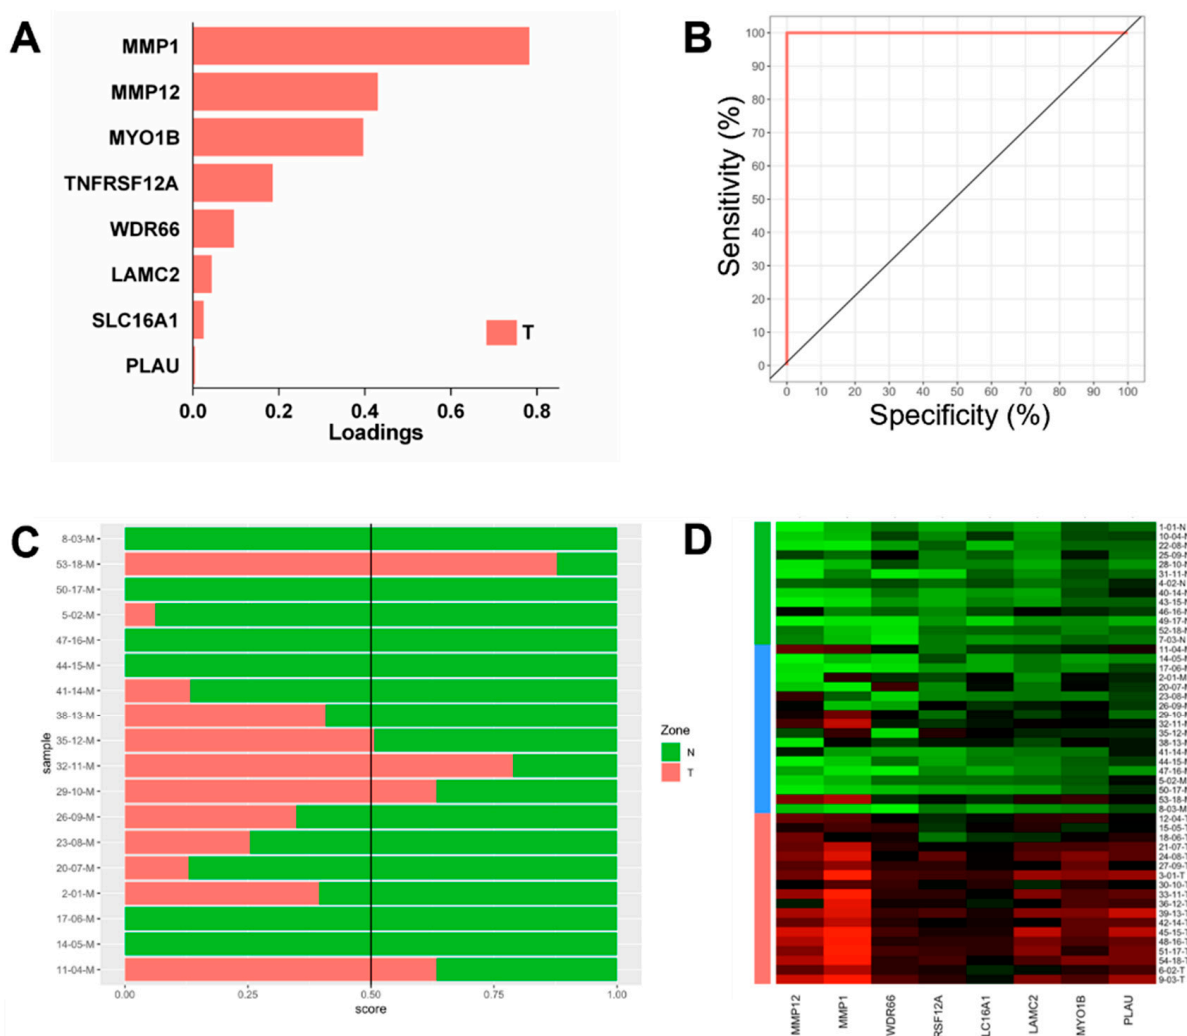 A
MMP1
MMP12
MYO1B
TNFRSF12A
WDR66
LAMC2
SLC16A1
PLAU
T
0.0 0.2 0.4 0.6 0.8
Loadings
B
Sensitivity (%)
100
90
80
70
60
50
40
30
20
10
0
0 10 20 30 40 50 60 70 80 90 100
Specificity (%)
C
sample
8-03-M
53-18-M
50-17-M
5-02-M
47-16-M
44-15-M
41-14-M
38-13-M
35-12-M
32-11-M
29-10-M
26-09-M
23-08-M
20-07-M
2-01-M
17-06-M
14-05-M
11-04-M
0.00 0.25 0.50 0.75 1.00
score
Zone
N
T
D
1-01-N
10-04-N
22-08-N
25-09-N
28-10-N
31-11-N
4-02-N
40-14-N
43-15-N
46-16-N
49-17-N
52-18-N
7-03-N
11-04-M
14-05-M
17-06-M
2-01-M
20-07-M
23-08-M
26-09-M
29-10-M
32-11-M
35-12-M
38-13-M
41-14-M
44-15-M
47-16-M
5-02-M
50-17-M
53-18-M
8-03-M
12-04-T
15-05-T
18-06-T
21-07-T
24-08-T
27-09-T
3-01-T
30-10-T
33-11-T
36-12-T
39-13-T
42-14-T
45-15-T
48-16-T
51-17-T
54-18-T
6-02-T
9-03-T
MMP12
MMP1
WDR66
RSF12A
LC16A1
LAMC2
MYO1B
PLAU